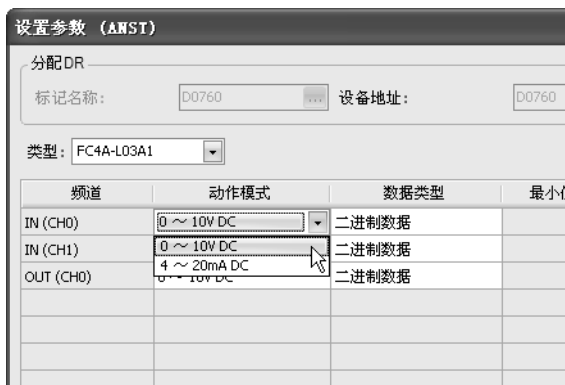 设置参数 (ANST)
分配DR
标记名称: D0760 ... 设备地址: D0760
类型: FC4A-L03A1
频道 动作模式 数据类型
IN (CH0) 0 ～ 10V DC 二进制数据
IN (CH1) 0 ～ 10V DC 二进制数据
4 ～ 20mA DC
OUT (CH0) 二进制数据